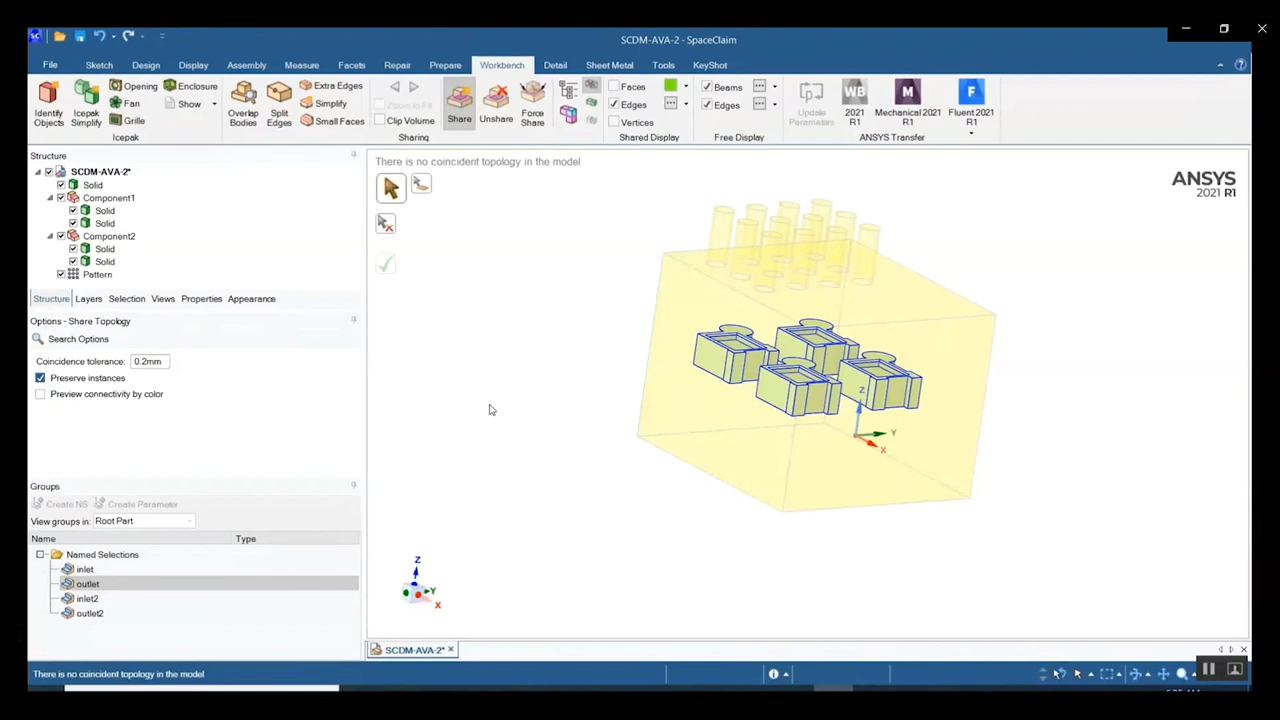 SCDM-AVA-2 - SpaceClaim
File Sketch Design Display Assembly Measure Facets Repair Prepare Workbench Detail Sheet Metal Tools KeyShot
Identify Objects
Icepak Simplify
Opening
Fan
Grille
Enclosure
Show
Icepak
Overlap Bodies
Split Edges
Extra Edges
Simplify
Small Faces
Zoom to Fit
Clip Volume
Share
Unshare
Force Share
Sharing
Faces
Edges
Vertices
Shared Display
Beams
Edges
Free Display
Update Parameters
WB
2021 R1
M
Mechanical 2021 R1
F
Fluent 2021 R1
ANSYS Transfer
Structure
SCDM-AVA-2*
Solid
Component1
Solid
Solid
Component2
Solid
Solid
Pattern
Structure Layers Selection Views Properties Appearance
Options - Share Topology
Search Options
Coincidence tolerance: 0.2mm
Preserve instances
Preview connectivity by color
Groups
Create NS Create Parameter
View groups in: Root Part
Name Type
Named Selections
inlet
outlet
inlet2
outlet2
There is no coincident topology in the model
ANSYS
2021 R1
Z
Y
X
Z
Y
X
SCDM-AVA-2*
There is no coincident topology in the model